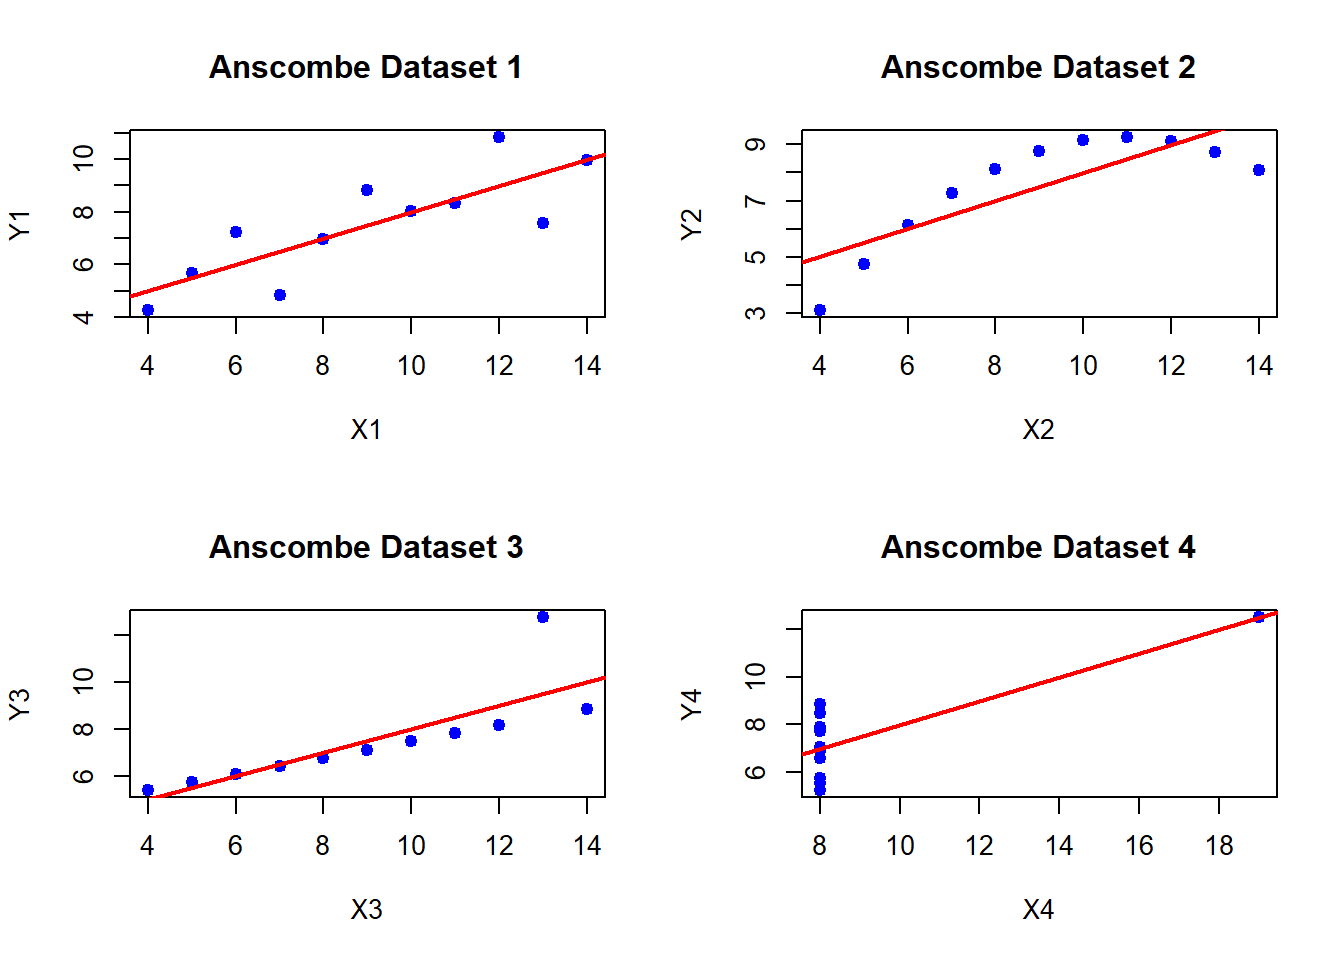 Anscombe Dataset 1
Y1
10
8
6
4
4 6 8 10 12 14
X1
Anscombe Dataset 2
Y2
9
7
5
3
4 6 8 10 12 14
X2
Anscombe Dataset 3
Y3
10
8
6
4 6 8 10 12 14
X3
Anscombe Dataset 4
Y4
10
8
6
8 10 12 14 16 18
X4